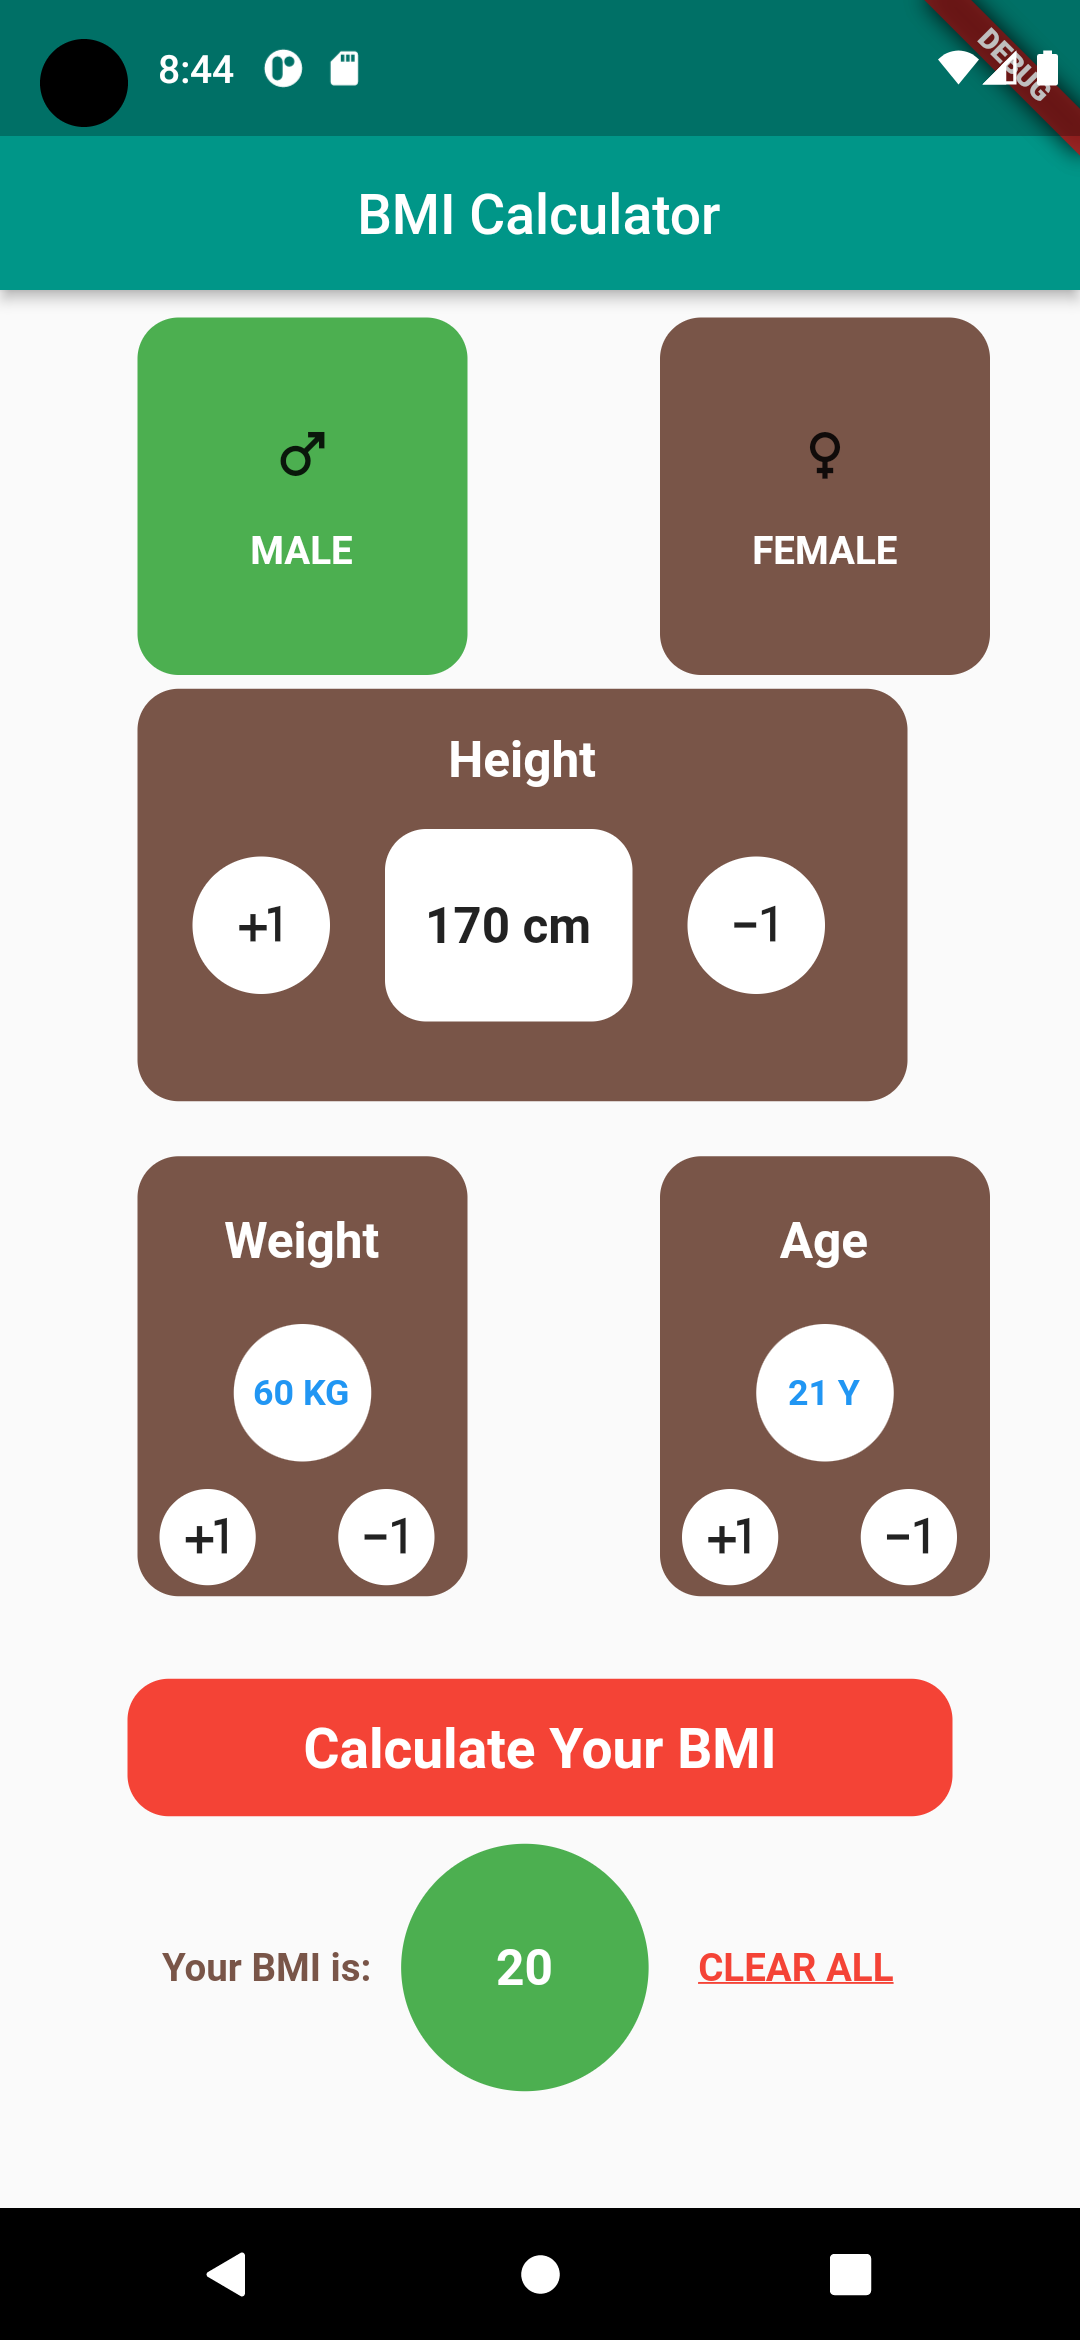 8:44
DEBUG
BMI Calculator
MALE
FEMALE
Height
+1
170 cm
−1
Weight
Age
60 KG
21 Y
+1
−1
+1
−1
Calculate Your BMI
Your BMI is:
20
CLEAR ALL